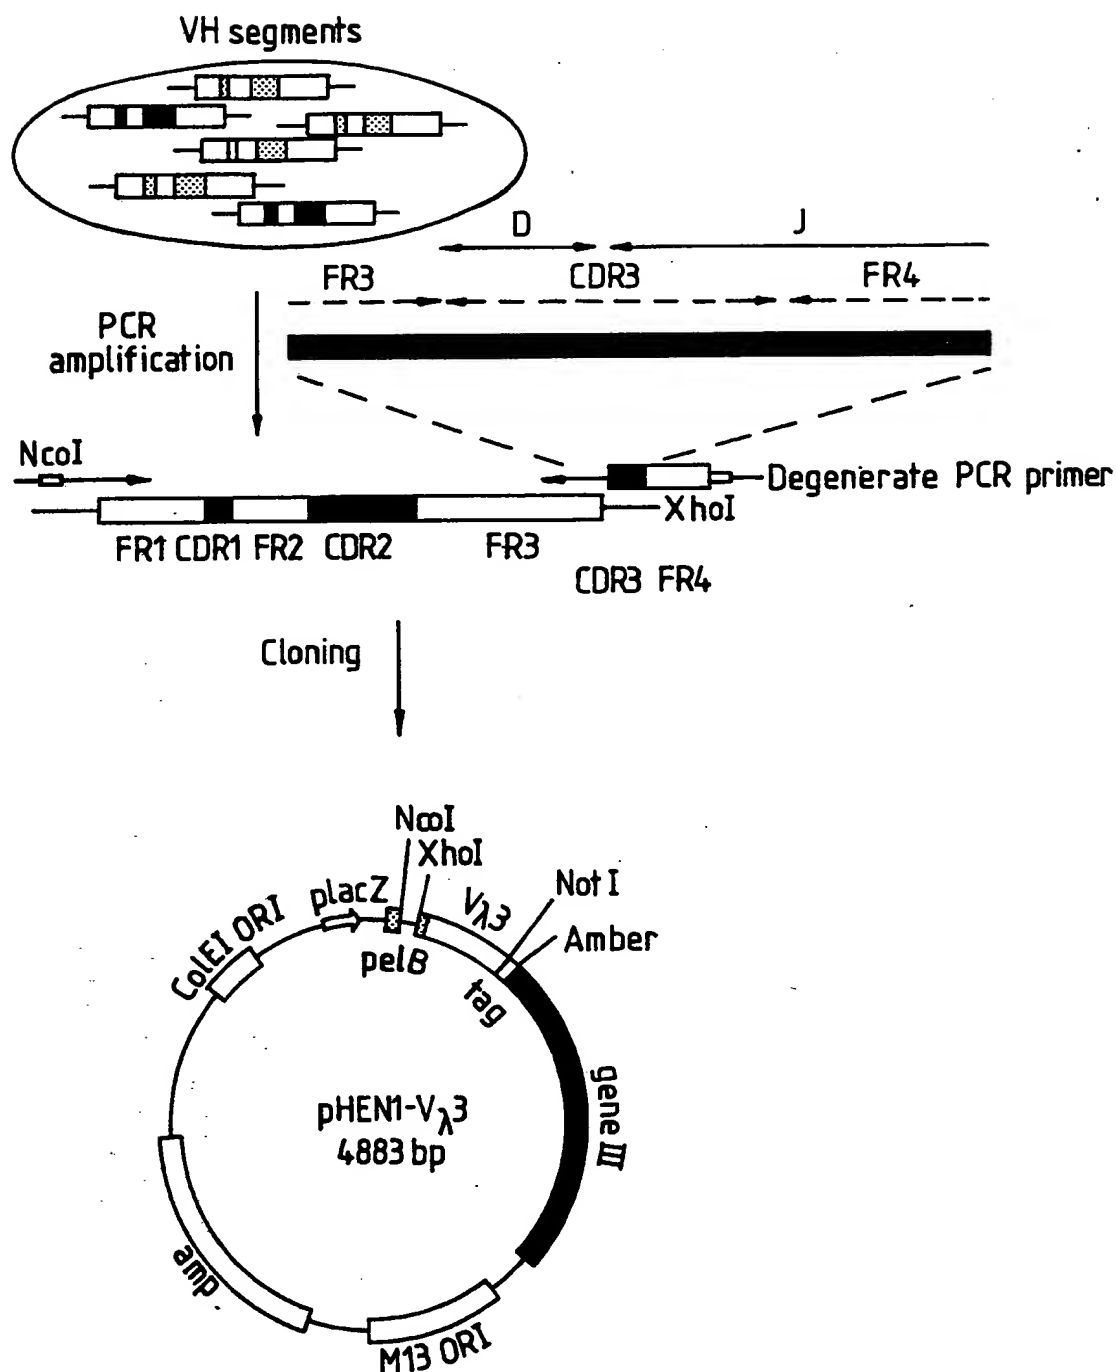 VH segments
D
J
FR3
CDR3
FR4
PCR
amplification
NcoI
Degenerate PCR primer
XhoI
FR1 CDR1 FR2 CDR2
FR3
CDR3 FR4
Cloning
NcoI
XhoI
Vλ3
Not I
Amber
placZ
pelB
tag
ColEI ORI
gene III
pHEN1-Vλ3
4883 bp
amp
M13 ORI